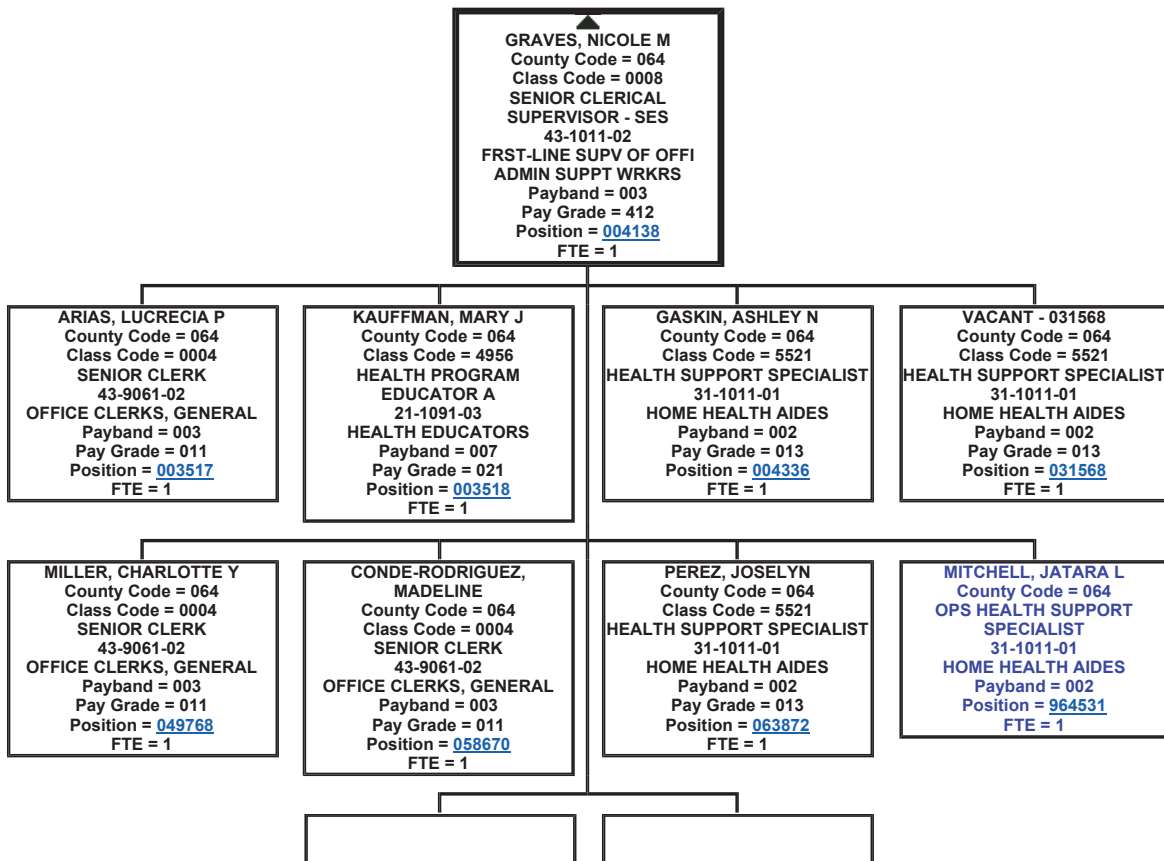 GRAVES, NICOLE M
County Code = 064
Class Code = 0008
SENIOR CLERICAL
SUPERVISOR - SES
43-1011-02
FRST-LINE SUPV OF OFFI
ADMIN SUPPT WRKRS
Payband = 003
Pay Grade = 412
Position = 004138
FTE = 1
ARIAS, LUCRECIA P
County Code = 064
Class Code = 0004
SENIOR CLERK
43-9061-02
OFFICE CLERKS, GENERAL
Payband = 003
Pay Grade = 011
Position = 003517
FTE = 1
KAUFFMAN, MARY J
County Code = 064
Class Code = 4956
HEALTH PROGRAM
EDUCATOR A
21-1091-03
HEALTH EDUCATORS
Payband = 007
Pay Grade = 021
Position = 003518
FTE = 1
GASKIN, ASHLEY N
County Code = 064
Class Code = 5521
HEALTH SUPPORT SPECIALIST
31-1011-01
HOME HEALTH AIDES
Payband = 002
Pay Grade = 013
Position = 004336
FTE = 1
VACANT - 031568
County Code = 064
Class Code = 5521
HEALTH SUPPORT SPECIALIST
31-1011-01
HOME HEALTH AIDES
Payband = 002
Pay Grade = 013
Position = 031568
FTE = 1
MILLER, CHARLOTTE Y
County Code = 064
Class Code = 0004
SENIOR CLERK
43-9061-02
OFFICE CLERKS, GENERAL
Payband = 003
Pay Grade = 011
Position = 049768
FTE = 1
CONDE-RODRIGUEZ,
MADELINE
County Code = 064
Class Code = 0004
SENIOR CLERK
43-9061-02
OFFICE CLERKS, GENERAL
Payband = 003
Pay Grade = 011
Position = 058670
FTE = 1
PEREZ, JOSELYN
County Code = 064
Class Code = 5521
HEALTH SUPPORT SPECIALIST
31-1011-01
HOME HEALTH AIDES
Payband = 002
Pay Grade = 013
Position = 063872
FTE = 1
MITCHELL, JATARA L
County Code = 064
OPS HEALTH SUPPORT
SPECIALIST
31-1011-01
HOME HEALTH AIDES
Payband = 002
Position = 964531
FTE = 1